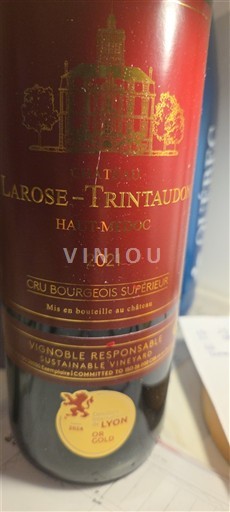 CHÂTEAU
LAROSE-TRINTAUDON
HAUT-MÉDOC
VINIOU
2021
CRU BOURGEOIS SUPÉRIEUR
Mis en bouteille au château
VIGNOBLE RESPONSABLE
SUSTAINABLE VINEYARD
LYON
OR
GOLD